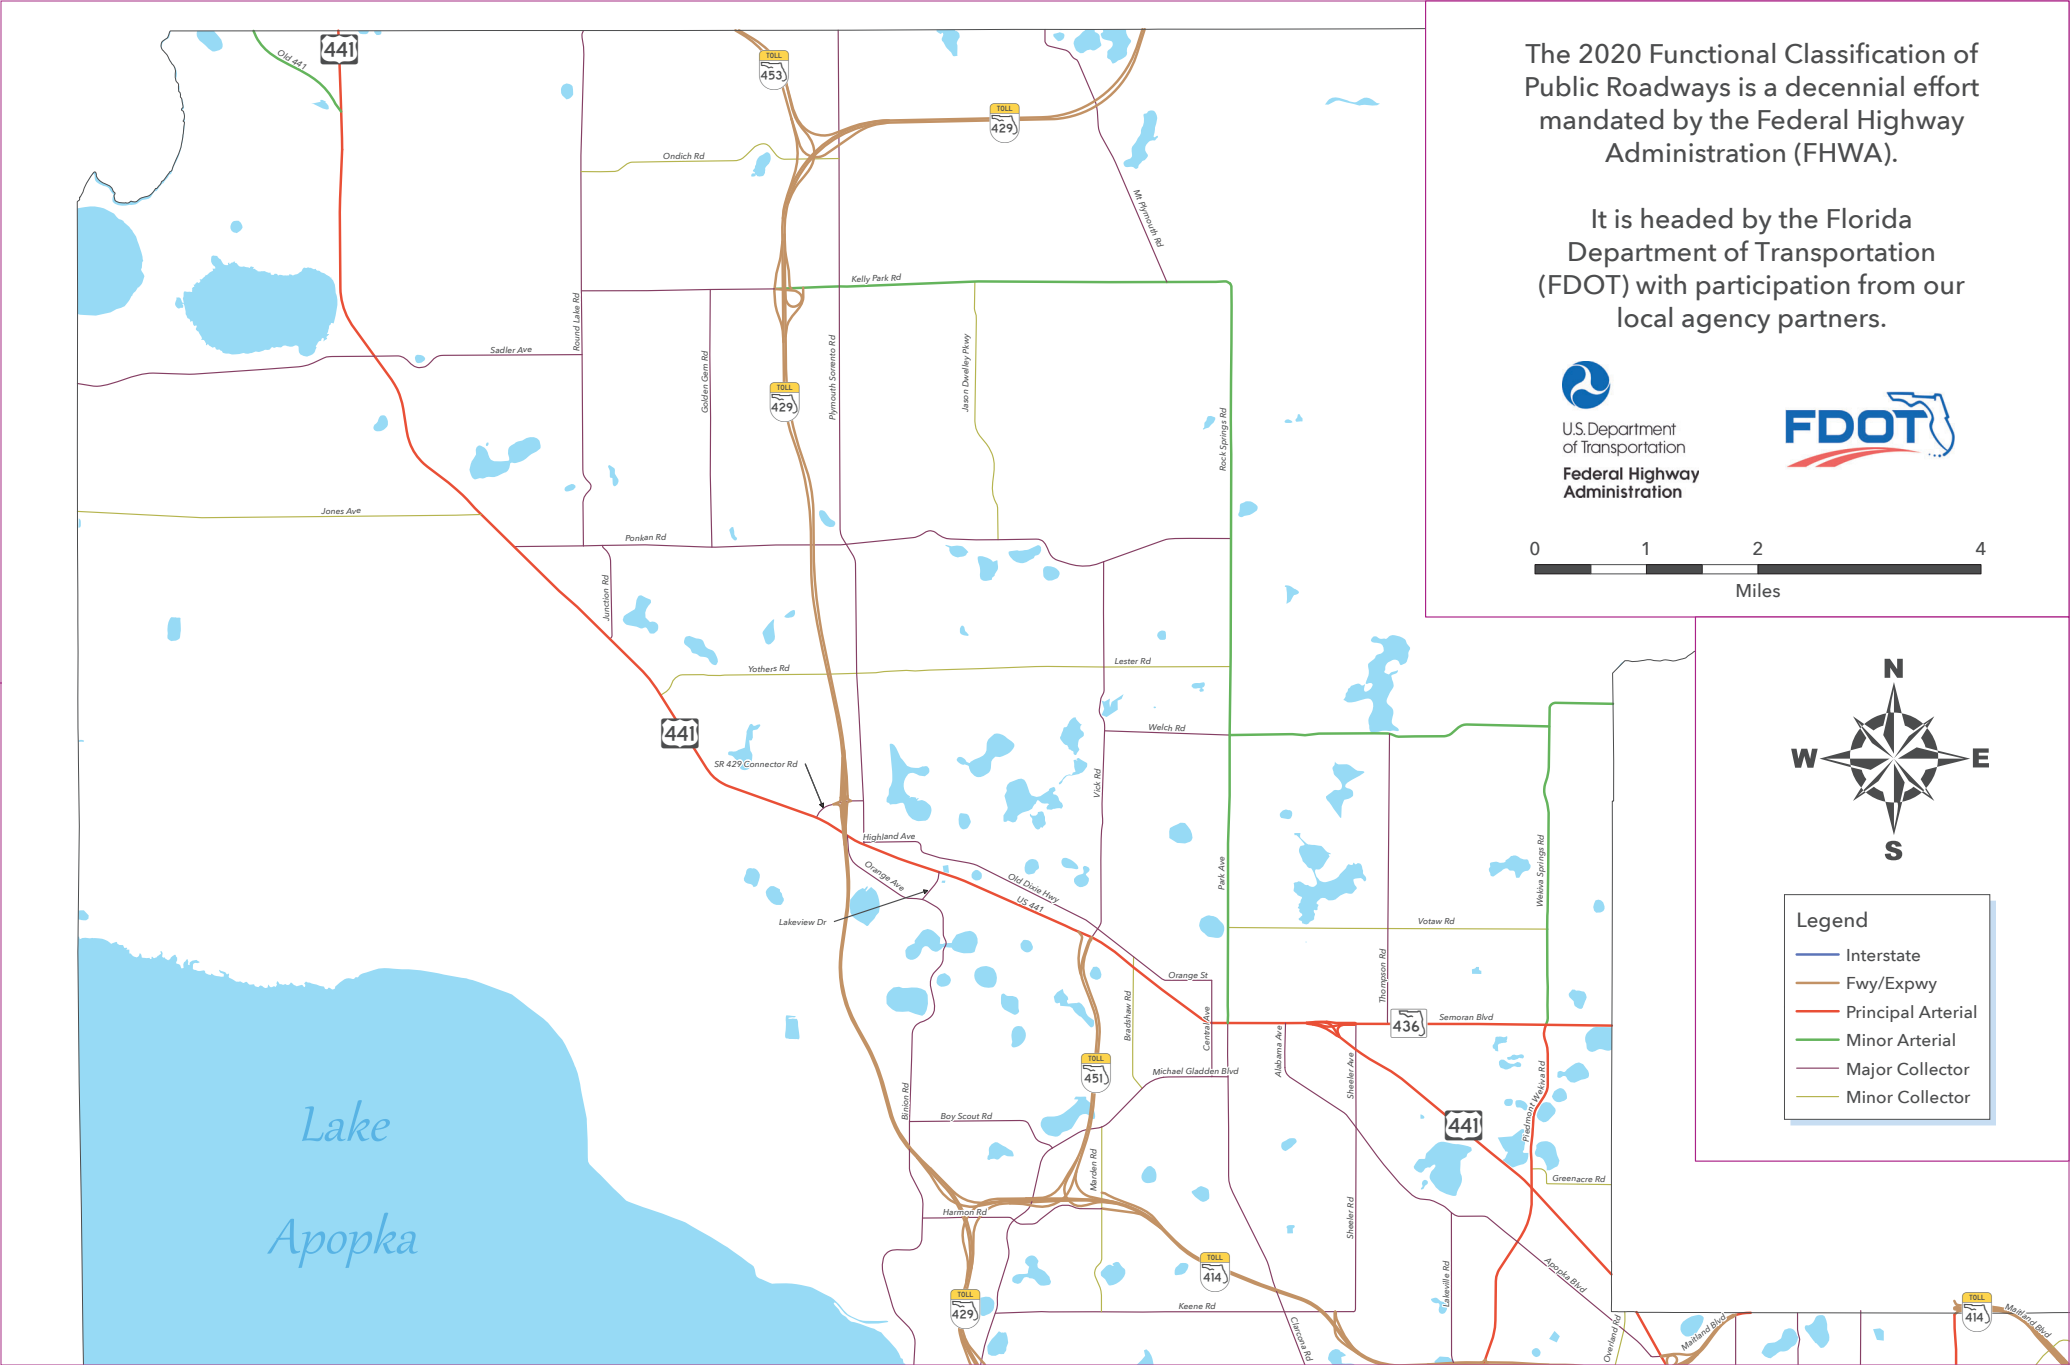 The 2020 Functional Classification of
Public Roadways is a decennial effort
mandated by the Federal Highway
Administration (FHWA).
It is headed by the Florida
Department of Transportation
(FDOT) with participation from our
local agency partners.
U.S. Department
of Transportation
Federal Highway
Administration
FDOT
0 1 2 4
Miles
N
W E
S
Legend
Interstate
Fwy/Expwy
Principal Arterial
Minor Arterial
Major Collector
Minor Collector
Old 441
441
TOLL
453
TOLL
429
Ondich Rd
Mt Plymouth Rd
Kelly Park Rd
Round Lake Rd
Sadler Ave
Golden Gem Rd
TOLL
429
Plymouth Sorrento Rd
Jason Dwelley Pkwy
Rock Springs Rd
Jones Ave
Ponkan Rd
Junction Rd
Yothers Rd
Lester Rd
441
Welch Rd
SR 429 Connector Rd
Vick Rd
Highland Ave
Orange Ave
Old Dixie Hwy
US 441
Lakeview Dr
Park Ave
Wekiva Springs Rd
Votaw Rd
Thompson Rd
Orange St
Bradshaw Rd
Central Ave
436
Semoran Blvd
Alabama Ave
Sheeler Ave
TOLL
451
Michael Gladden Blvd
Binion Rd
Boy Scout Rd
441
Piedmont Wekiva Rd
Lake
Apopka
Marden Rd
Greenacre Rd
Harmon Rd
Sheeler Rd
TOLL
414
Lakeville Rd
Apopka Blvd
TOLL
429
Keene Rd
Clarcona Rd
Overland Rd
Maitland Blvd
TOLL
414
Maitland Blvd